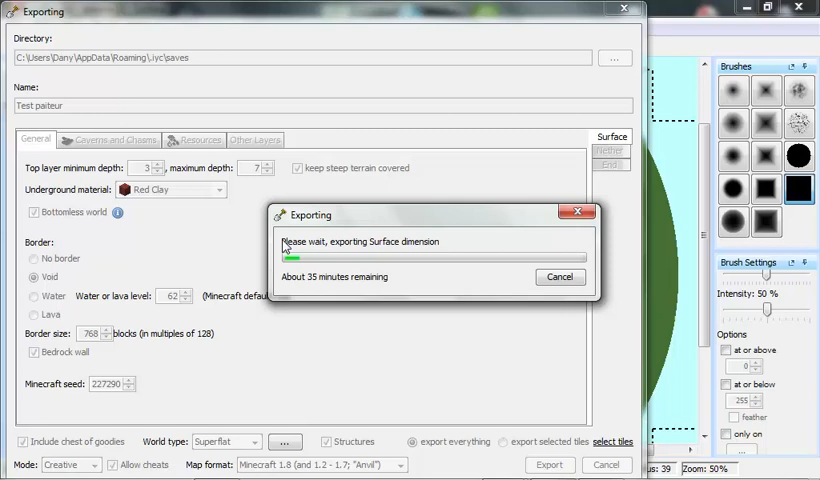 Exporting
Directory:
C:\Users\Dany\AppData\Roaming\.iyc\saves
...
Name:
Test paiteur
General
Caverns and Chasms
Resources
Other Layers
Surface
Nether
End
Top layer minimum depth: 3 , maximum depth: 7 keep steep terrain covered
Underground material: Red Clay
Bottomless world
Border:
No border
Void
Water Water or lava level: 62 (Minecraft defau
Lava
Border size: 768 blocks (in multiples of 128)
Bedrock wall
Minecraft seed: 227290
Include chest of goodies World type: Superflat ... Structures export everything export selected tiles select tiles
Mode: Creative Allow cheats Map format: Minecraft 1.8 (and 1.2 - 1.7; "Anvil") Export Cancel
Exporting
Please wait, exporting Surface dimension
About 35 minutes remaining
Cancel
Brushes
Brush Settings
Intensity: 50 %
Options
at or above
0
at or below
255
feather
only on
...
us: 39 Zoom: 50%